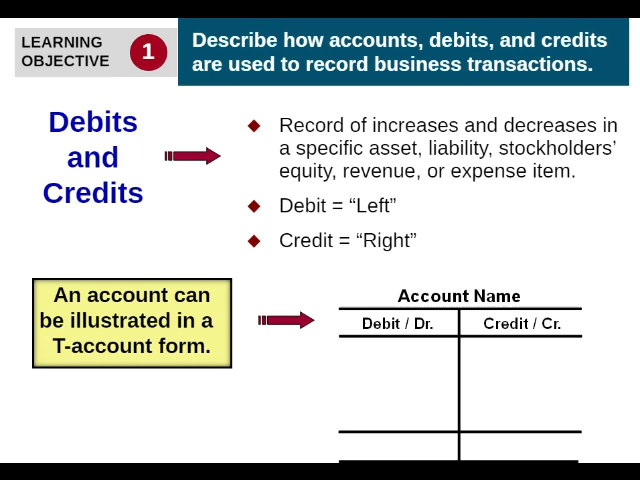 LEARNING
OBJECTIVE
1
Describe how accounts, debits, and credits
are used to record business transactions.
Debits
and
Credits
Record of increases and decreases in
a specific asset, liability, stockholders’
equity, revenue, or expense item.
Debit = “Left”
Credit = “Right”
An account can
be illustrated in a
T-account form.
Account Name
Debit / Dr.
Credit / Cr.